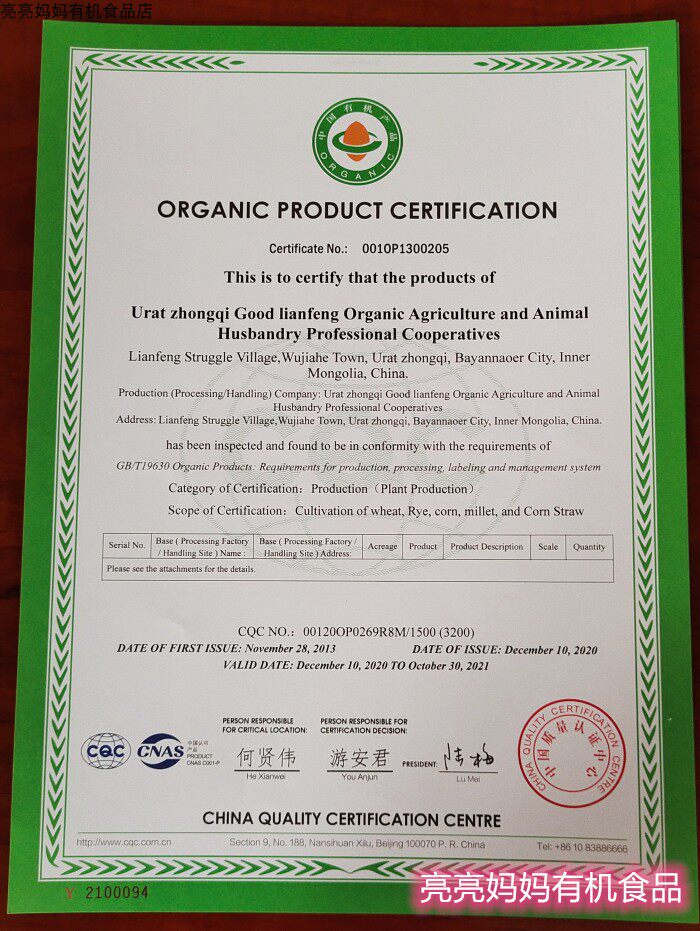 亮亮妈妈有机食品店
中国有机产品
ORGANIC
ORGANIC PRODUCT CERTIFICATION
Certificate No.: 001OP1300205
This is to certify that the products of
Urat zhongqi Good lianfeng Organic Agriculture and Animal
Husbandry Professional Cooperatives
Lianfeng Struggle Village,Wujiahe Town, Urat zhongqi, Bayannaoer City, Inner
Mongolia, China.
Production (Processing/Handling) Company: Urat zhongqi Good lianfeng Organic Agriculture and Animal
Husbandry Professional Cooperatives
Address: Lianfeng Struggle Village,Wujiahe Town, Urat zhongqi, Bayannaoer City, Inner Mongolia, China.
has been inspected and found to be in conformity with the requirements of
GB/T19630 Organic Products: Requirements for production, processing, labeling and management system
Category of Certification: Production（Plant Production）
Scope of Certification: Cultivation of wheat, Rye, corn, millet, and Corn Straw
Serial No. Base ( Processing Factory / Handling Site ) Name : Base ( Processing Factory / Handling Site ) Address: Acreage Product Product Description Scale Quantity
Please see the attachments for the details.
CQC NO.: 00120OP0269R8M/1500 (3200)
DATE OF FIRST ISSUE: November 28, 2013 DATE OF ISSUE: December 10, 2020
VALID DATE: December 10, 2020 TO October 30, 2021
PERSON RESPONSIBLE
FOR CRITICAL LOCATION:
何贤伟
He Xianwei
PERSON RESPONSIBLE FOR
CERTIFICATION DECISION:
游安君
You Anjun
PRESIDENT: 陆梅
Lu Mei
CQC
CNAS
中国认可
产品
PRODUCT
CNAS C001-P
CHINA QUALITY CERTIFICATION CENTRE
中国质量认证中心
CHINA QUALITY CERTIFICATION CENTRE
http://www.cqc.com.cn Section 9, No. 188, Nansihuan Xilu, Beijing 100070 P. R. China Tel: +86 10 83886666
Y 2100094
亮亮妈妈有机食品